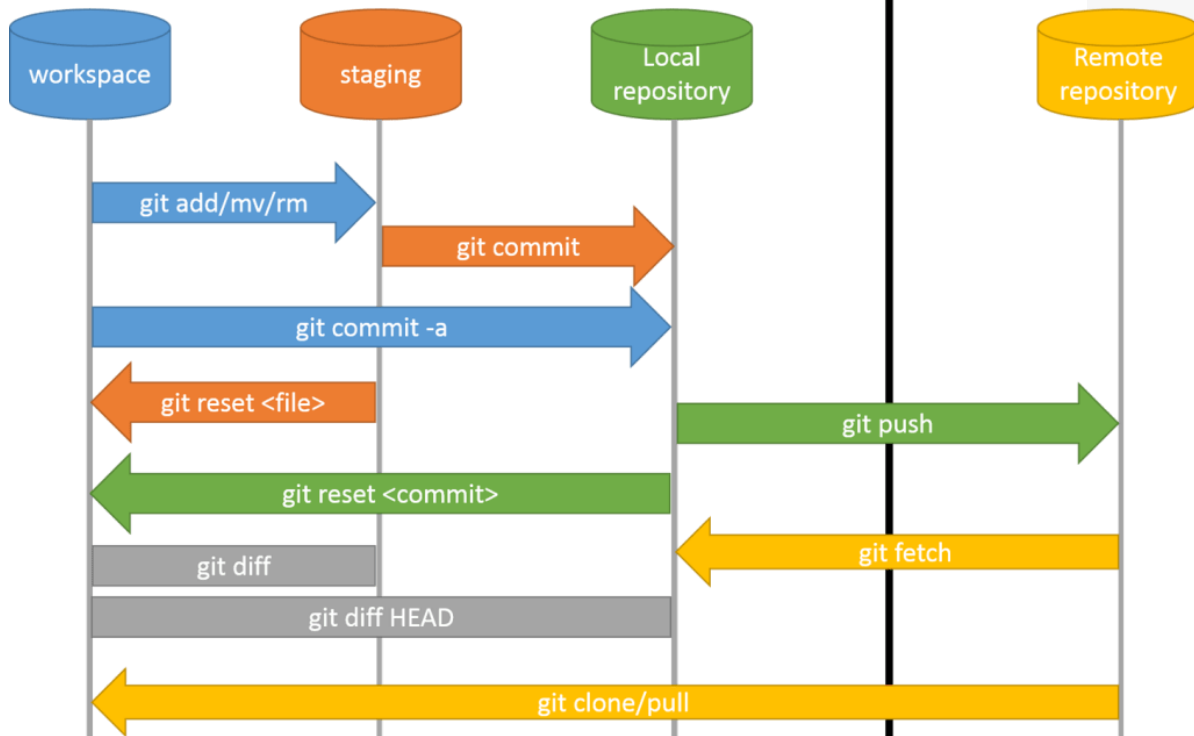 workspace
staging
Local
repository
Remote
repository
git add/mv/rm
git commit
git commit -a
git reset <file>
git push
git reset <commit>
git fetch
git diff
git diff HEAD
git clone/pull